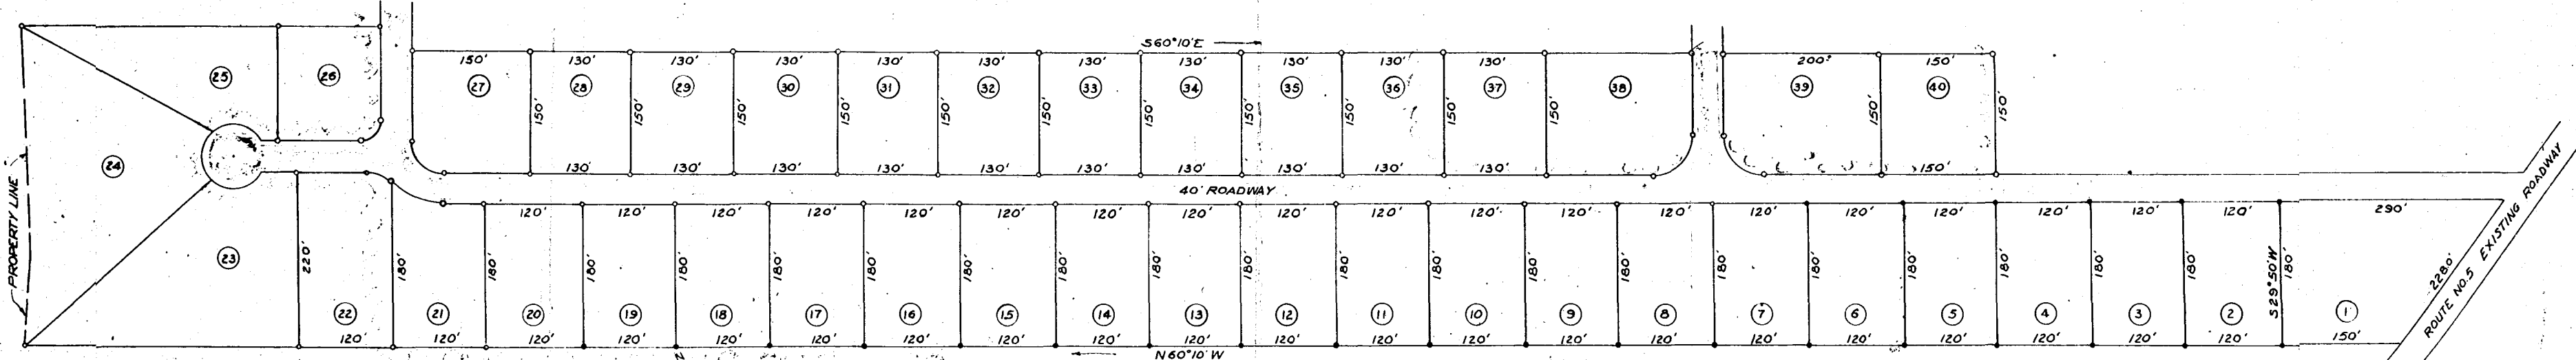 S60°10'E
150' 130' 130' 130' 130' 130' 130' 130' 130' 130' 130' 200' 150'
25 26 27 28 29 30 31 32 33 34 35 36 37 38 39 40
150' 150' 150' 150' 150' 150' 150' 150' 150' 150' 150' 150' 150'
24
130' 130' 130' 130' 130' 130' 130' 130' 130' 130' 150'
40' ROADWAY
PROPERTY LINE
120' 120' 120' 120' 120' 120' 120' 120' 120' 120' 120' 120' 120' 120' 120' 120' 120' 120' 120' 290'
23
220' 180' 180' 180' 180' 180' 180' 180' 180' 180' 180' 180' 180' 180' 180' 180' 180' 180' 180' 180' 180' S29°50'W 180'
228.0'
ROUTE NO.5 EXISTING ROADWAY
22 21 20 19 18 17 16 15 14 13 12 11 10 9 8 7 6 5 4 3 2 1
120' 120' 120' 120' 120' 120' 120' 120' 120' 120' 120' 120' 120' 120' 120' 120' 120' 120' 120' 120' 120' 150'
N60°10'W